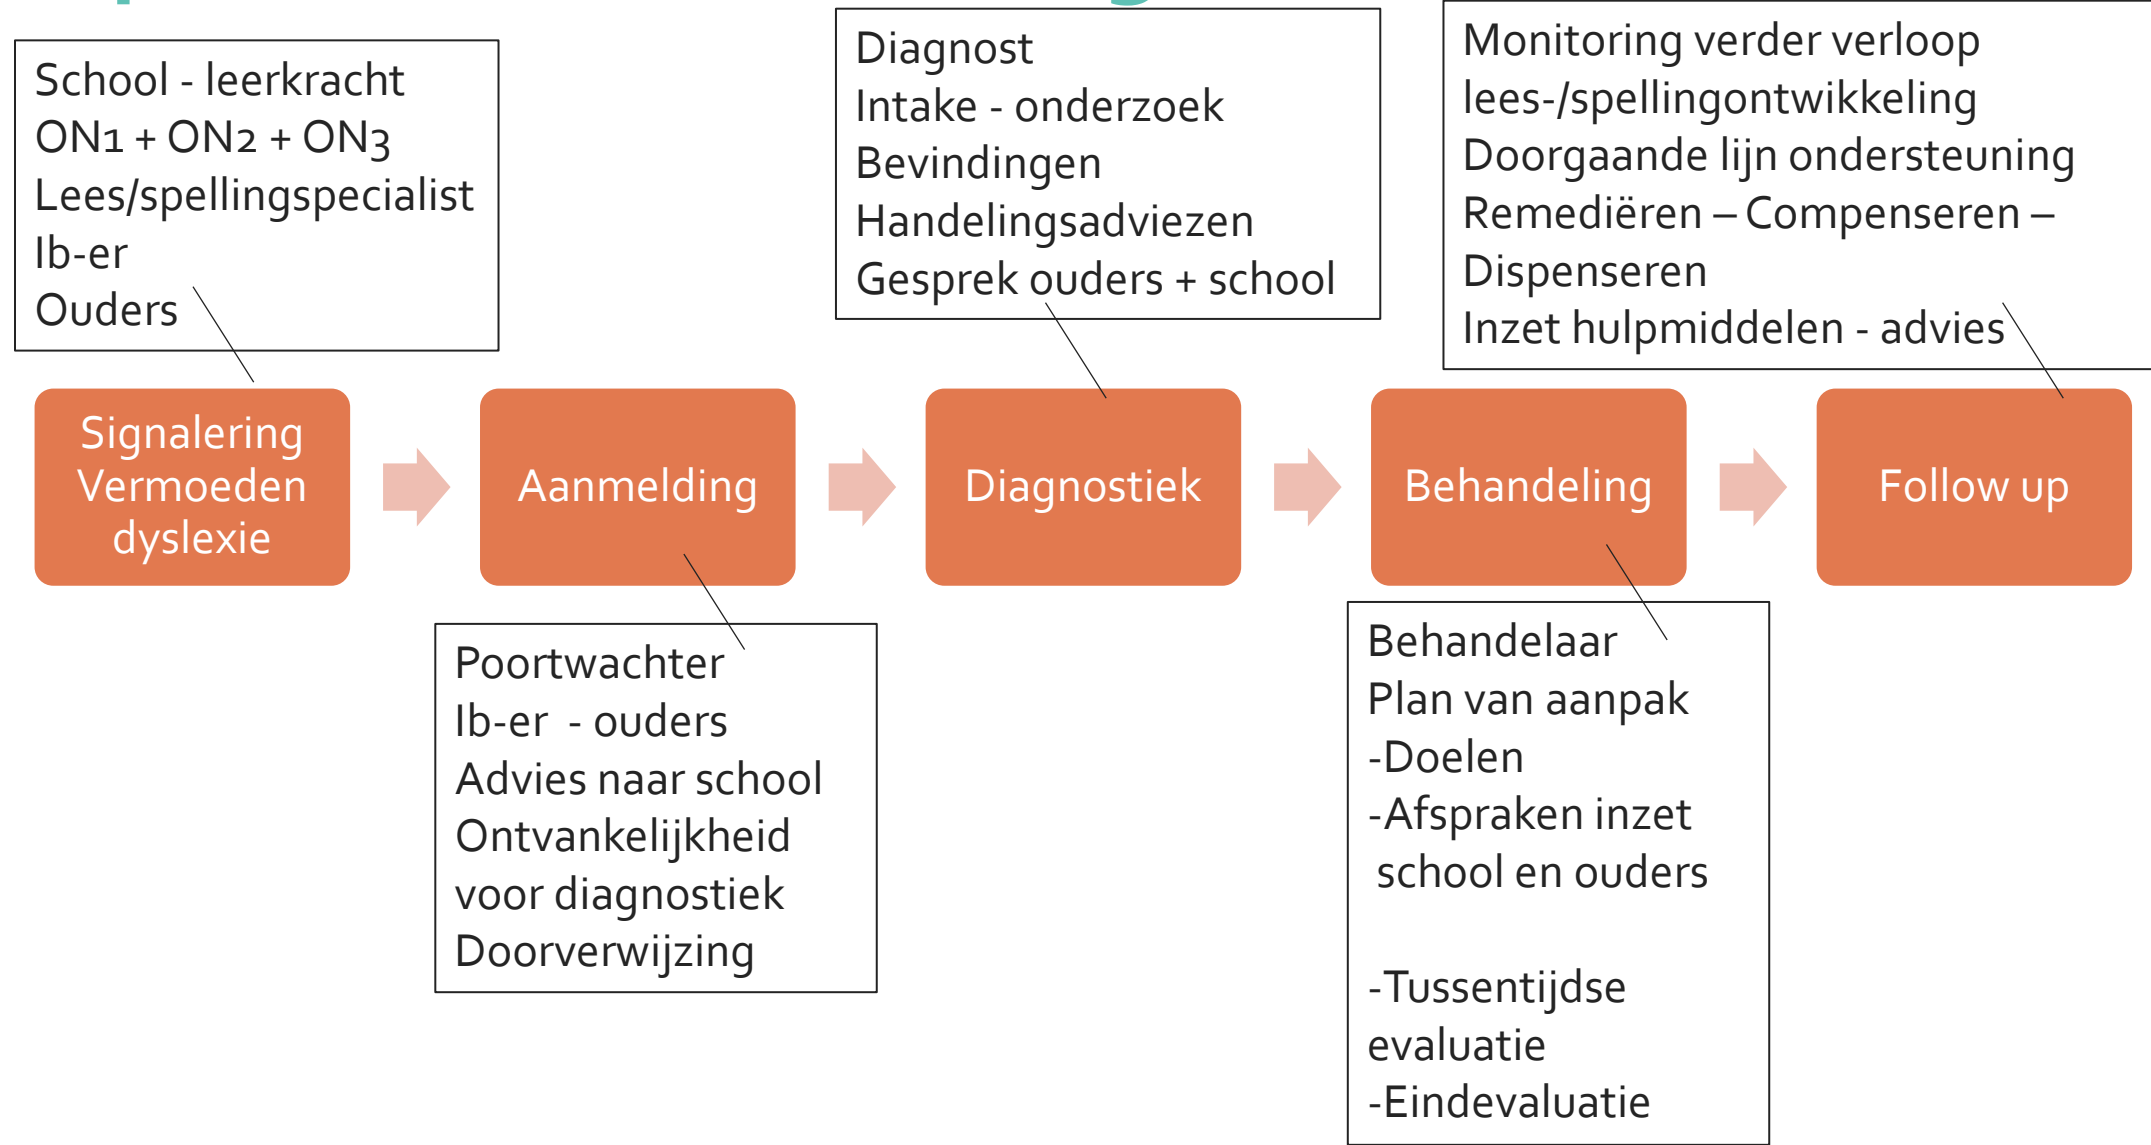 School - leerkracht
ON1 + ON2 + ON3
Lees/spellingspecialist
Ib-er
Ouders
Diagnost
Intake - onderzoek
Bevindingen
Handelingsadviezen
Gesprek ouders + school
Monitoring verder verloop
lees-/spellingontwikkeling
Doorgaande lijn ondersteuning
Remediëren – Compenseren –
Dispenseren
Inzet hulpmiddelen - advies
Signalering
Vermoeden
dyslexie
Aanmelding
Diagnostiek
Behandeling
Follow up
Poortwachter
Ib-er - ouders
Advies naar school
Ontvankelijkheid
voor diagnostiek
Doorverwijzing
Behandelaar
Plan van aanpak
-Doelen
-Afspraken inzet
school en ouders
-Tussentijdse
evaluatie
-Eindevaluatie